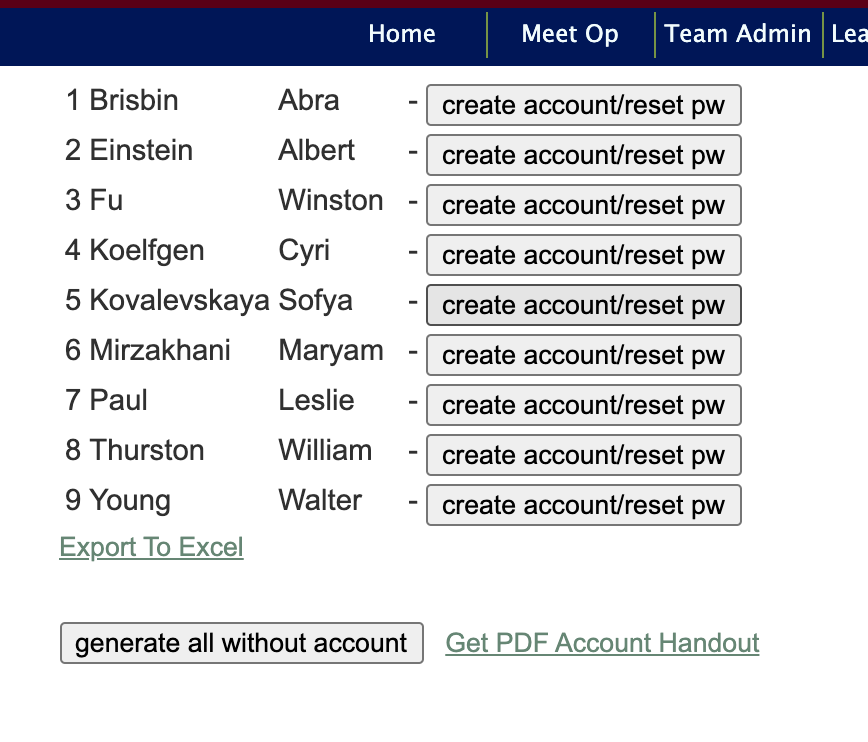 Home Meet Op Team Admin Lea
1 Brisbin Abra - create account/reset pw
2 Einstein Albert - create account/reset pw
3 Fu Winston - create account/reset pw
4 Koelfgen Cyri - create account/reset pw
5 Kovalevskaya Sofya - create account/reset pw
6 Mirzakhani Maryam - create account/reset pw
7 Paul Leslie - create account/reset pw
8 Thurston William - create account/reset pw
9 Young Walter - create account/reset pw
Export To Excel
generate all without account Get PDF Account Handout